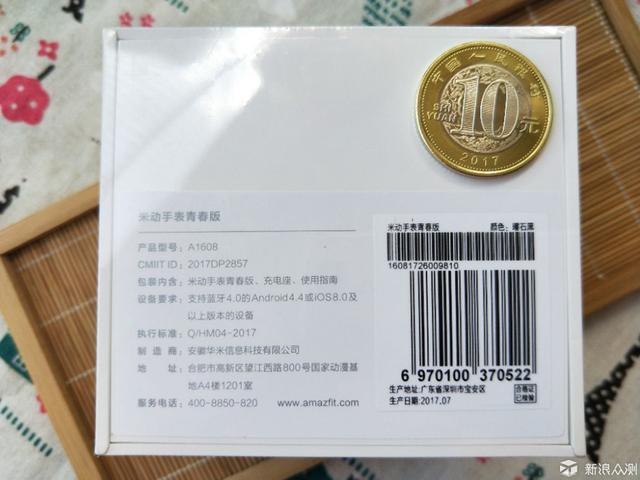 中国人民银行
10
SHI
YUAN
元
2017
米动手表青春版
产品型号: A1608
CMIIT ID: 2017DP2857
包装内含: 米动手表青春版、充电座、使用指南
设备要求: 支持蓝牙4.0的Android4.4或iOS8.0及
以上版本的设备
执行标准: Q/HM04-2017
制 造 商: 安徽华米信息科技有限公司
地 址: 合肥市高新区望江西路800号国家动漫基
地A4楼1201室
服务电话: 400-8850-820 www.amazfit.com
米动手表青春版 颜色: 曜石黑
16081726009810
6 970100 370522
生产地址:广东省深圳市宝安区
生产日期:2017.07
合格证
已检验
新浪众测